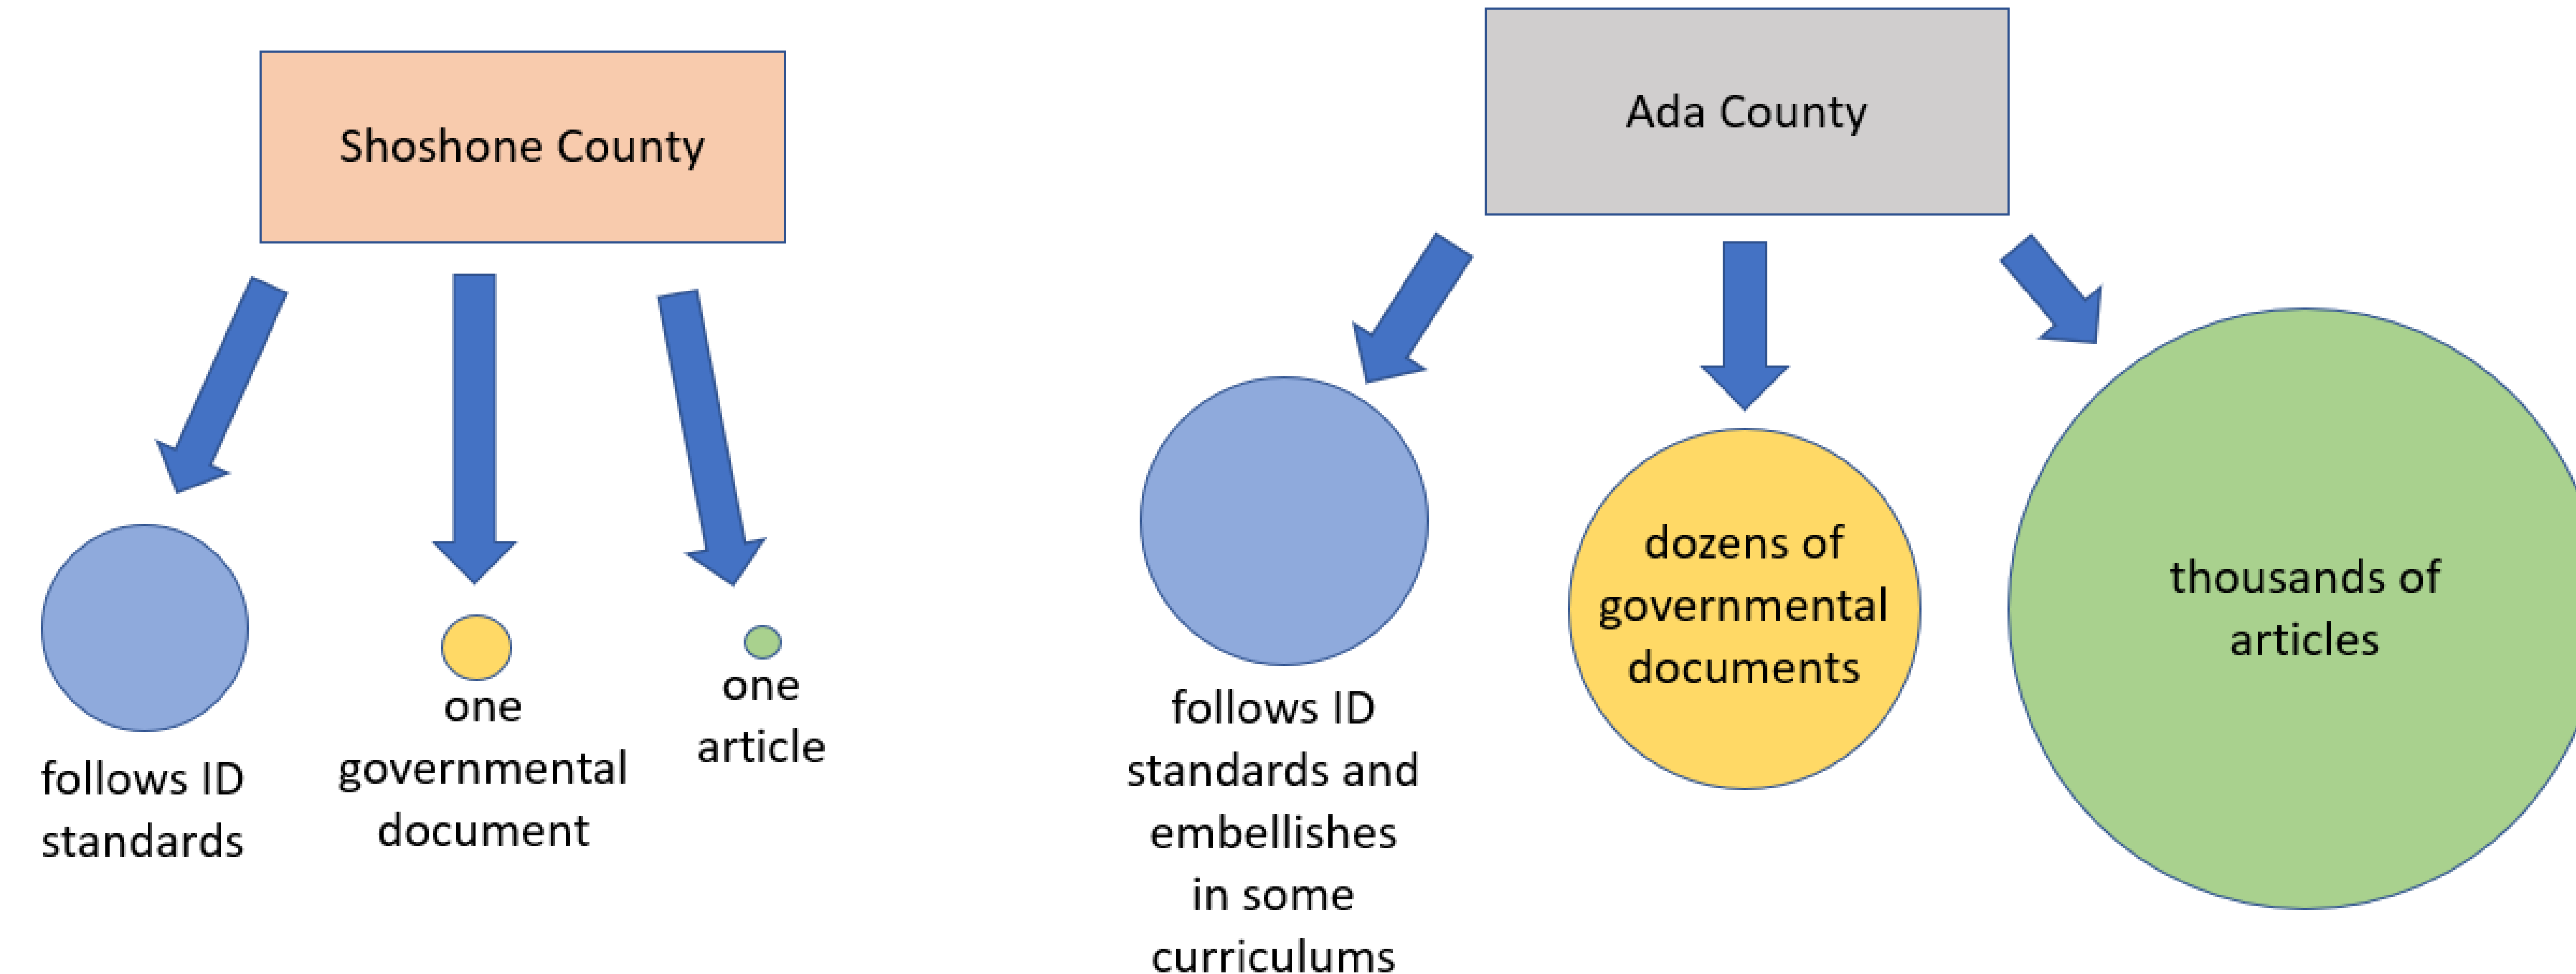 Shoshone County
follows ID
standards
one
governmental
document
one
article
Ada County
follows ID
standards and
embellishes
in some
curriculums
dozens of
governmental
documents
thousands of
articles